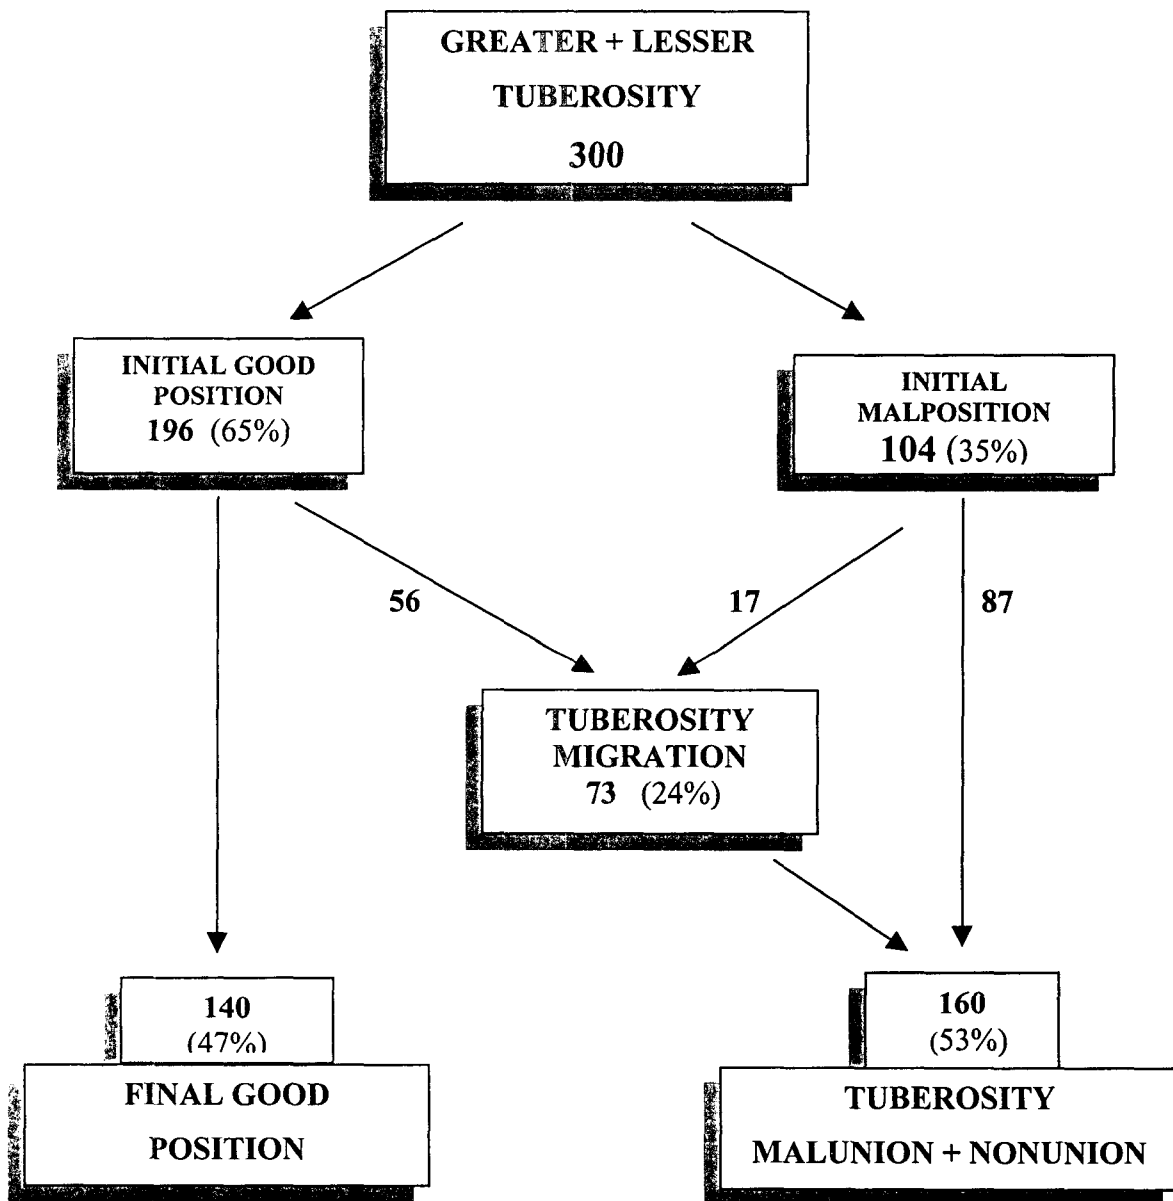 GREATER + LESSER
TUBEROSITY
300
INITIAL GOOD
POSITION
196 (65%)
INITIAL
MALPOSITION
104 (35%)
56
17
87
TUBEROSITY
MIGRATION
73 (24%)
140
(47%)
FINAL GOOD
POSITION
160
(53%)
TUBEROSITY
MALUNION + NONUNION